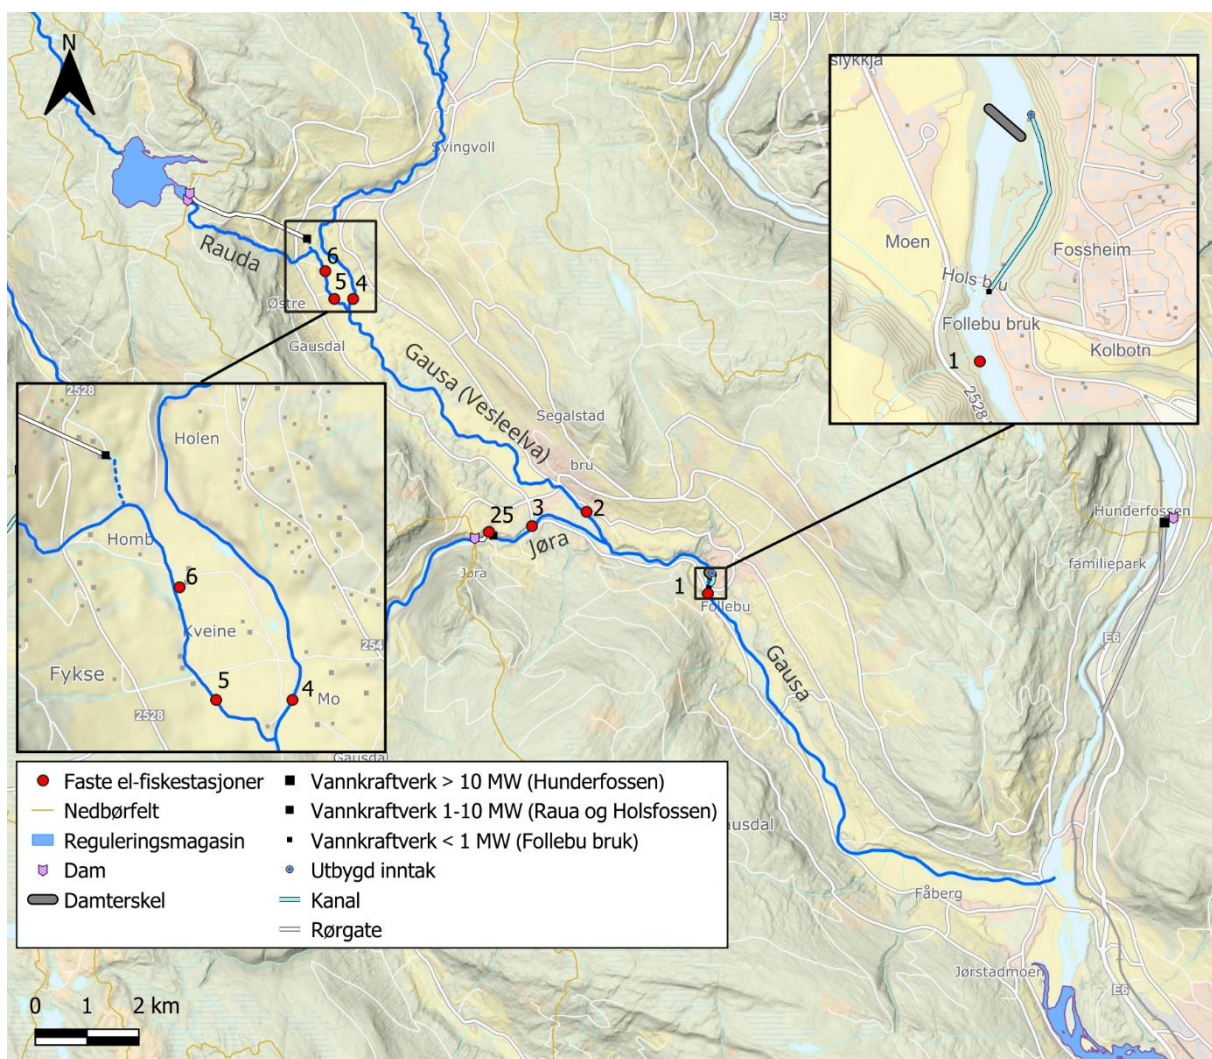 N
E6
slykkja
Svingvoll
Moen
Fossheim
Rauda
Hols bru
6
5
4
Østre
Follebu bruk
Gausdal
1
Kolbotn
2528
2528
Gausa (Vesleelva)
Segalstad
bru
Holen
2
25
3
Hunderfossen
Jøra
Homb
Jøra
familiepark
6
1
Follebu
Kveine
E6
254
Fykse
5
4
Mo
Gausa
2528
Gausdal
Faste el-fiskestasjoner
Vannkraftverk > 10 MW (Hunderfossen)
Nedbørfelt
Vannkraftverk 1-10 MW (Raua og Holsfossen)
Reguleringsmagasin
Vannkraftverk < 1 MW (Follebu bruk)
Dam
Utbygd inntak
Damterskel
Kanal
Rørgate
ausdal
Fåberg
Jørstadmoen
E6
0 1 2 km